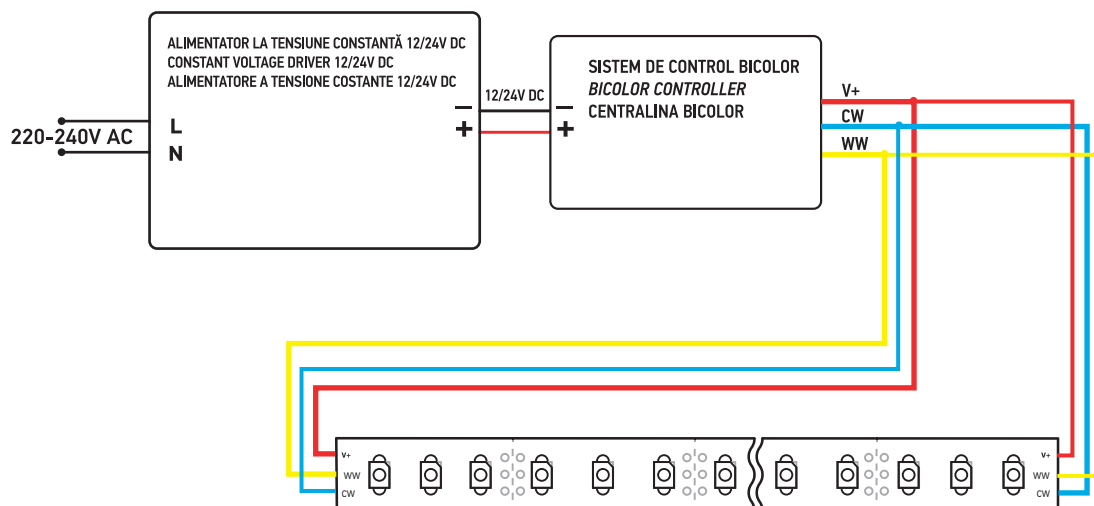 ALIMENTATOR LA TENSIUNE CONSTANTĂ 12/24V DC
CONSTANT VOLTAGE DRIVER 12/24V DC
ALIMENTATORE A TENSIONE COSTANTE 12/24V DC
220-240V AC
L
N
−
+
12/24V DC
−
+
SISTEM DE CONTROL BICOLOR
BICOLOR CONTROLLER
CENTRALINA BICOLOR
V+
CW
WW
V+
WW
CW
V+
WW
CW